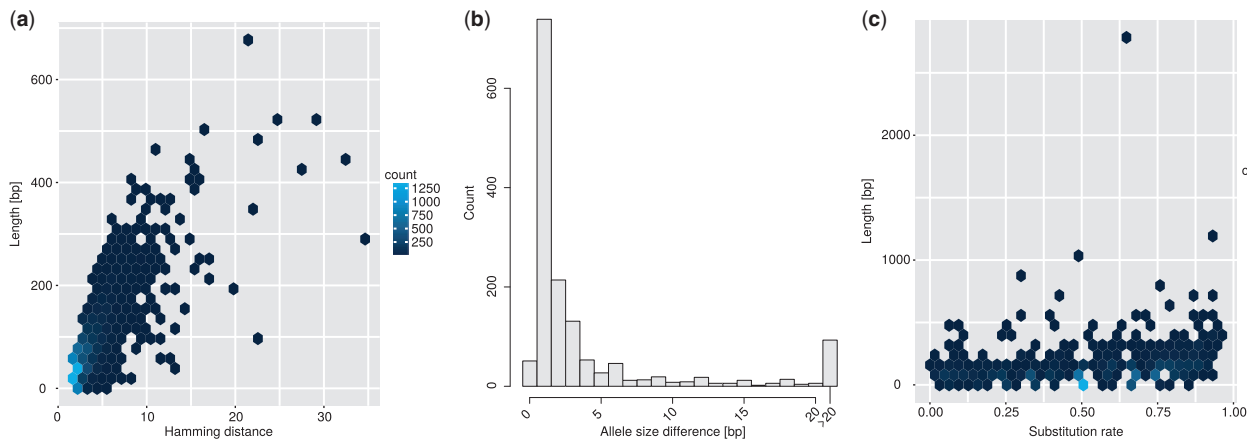 (a)
Length [bp]
600
400
200
0
0
10
20
30
Hamming distance
count
1250
1000
750
500
250
(b)
Count
600
400
200
0
0
5
10
15
20
>20
Allele size difference [bp]
(c)
Length [bp]
2000
1000
0
0.00
0.25
0.50
0.75
1.00
Substitution rate
c